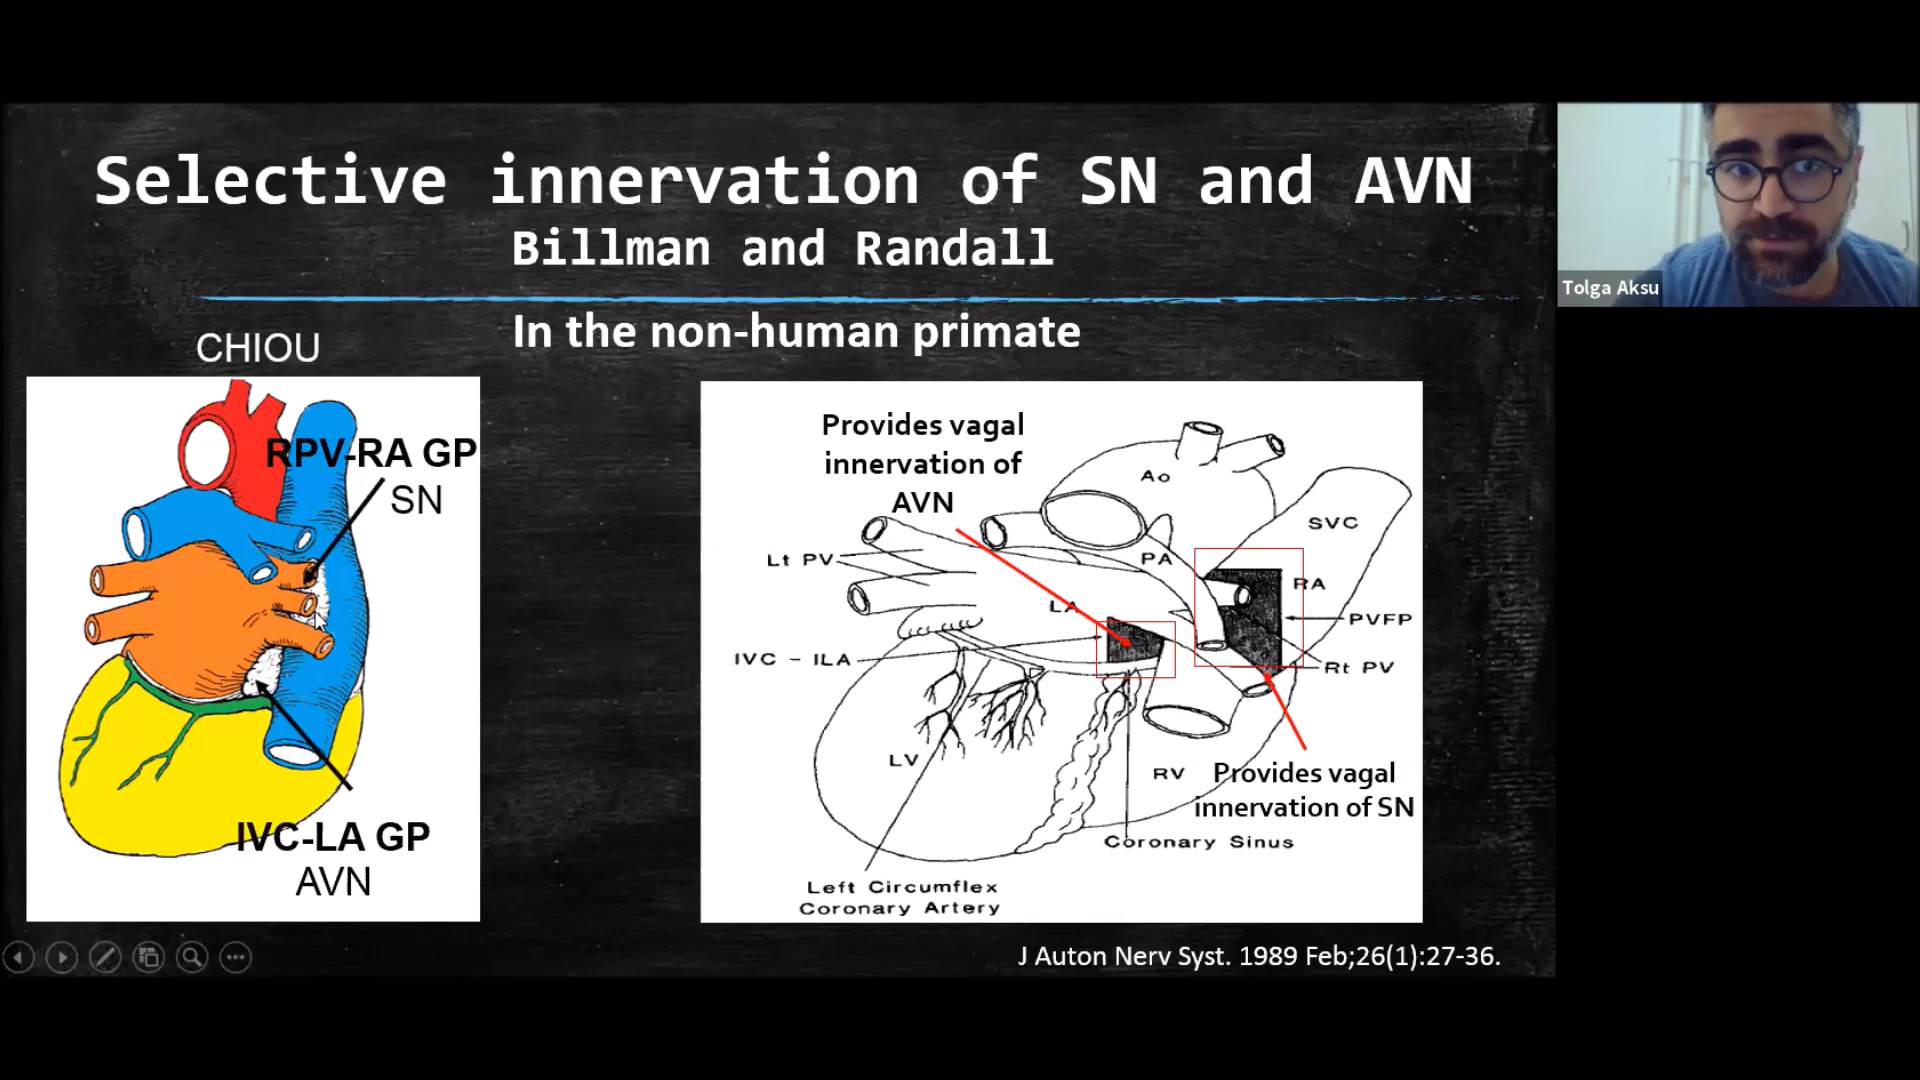 Selective innervation of SN and AVN
Billman and Randall
In the non-human primate
CHIOU
RPV-RA GP
SN
IVC-LA GP
AVN
Provides vagal
innervation of
AVN
Ao
SVC
Lt PV
PA
RA
LA
PVFP
IVC - ILA
Rt PV
LV
RV
Provides vagal
innervation of SN
Coronary Sinus
Left Circumflex
Coronary Artery
J Auton Nerv Syst. 1989 Feb;26(1):27-36.
Tolga Aksu